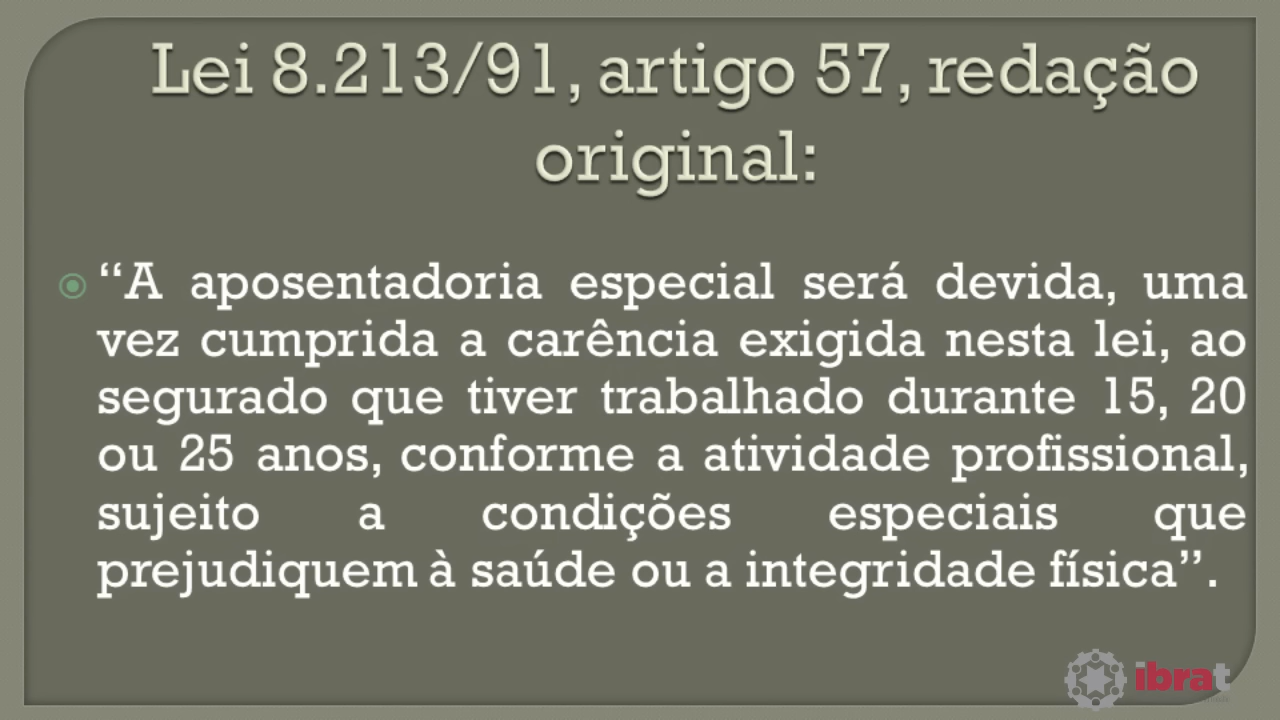 Lei 8.213/91, artigo 57, redação
original:
“A aposentadoria especial será devida, uma
vez cumprida a carência exigida nesta lei, ao
segurado que tiver trabalhado durante 15, 20
ou 25 anos, conforme a atividade profissional,
sujeito a condições especiais que
prejudiquem à saúde ou a integridade física”.
ibrat